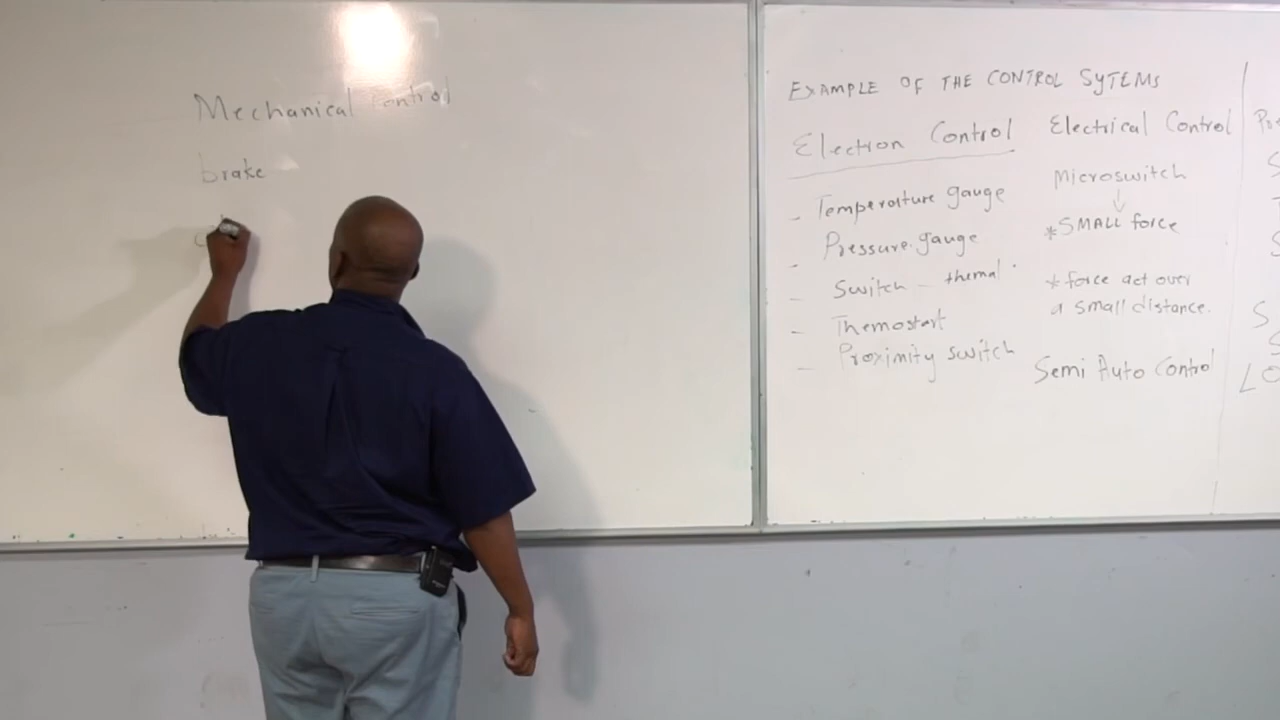 Mechanical control
brake
EXAMPLE OF THE CONTROL SYTEMS
Electron Control
- Temperature gauge
- Pressure gauge
- Switch - thermal
- Themostart
- Proximity switch
Electrical Control
Microswitch
↓
*SMALL force
*force act over
a small distance.
Semi Auto Control